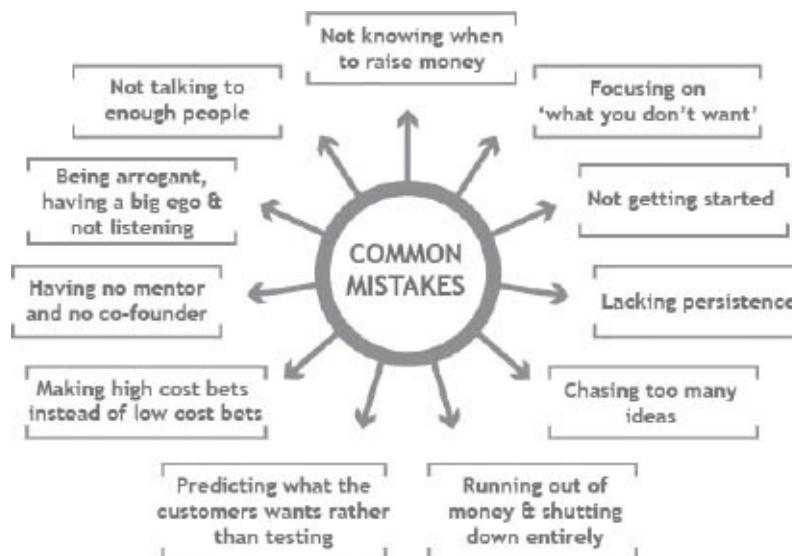 Not knowing when
to raise money
Focusing on
‘what you don’t want’
Not getting started
Lacking persistence
Chasing too many
ideas
Running out of
money & shutting
down entirely
Predicting what the
customers wants rather
than testing
Making high cost bets
instead of low cost bets
Having no mentor
and no co-founder
Being arrogant,
having a big ego &
not listening
Not talking to
enough people
COMMON
MISTAKES